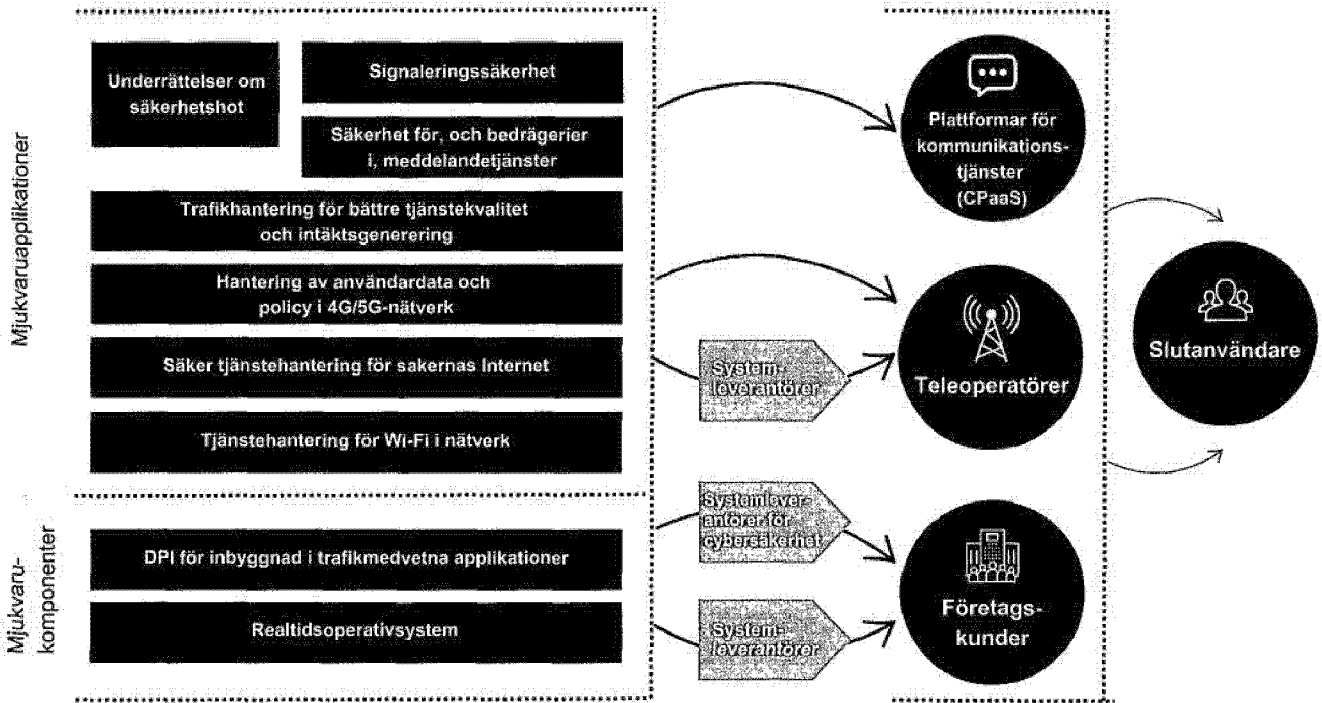 Mjukvaruapplikationer
Underrättelser om
säkerhetshot
Signaleringssäkerhet
Säkerhet för, och bedrägerier
i, meddelandetjänster
Trafikhantering för bättre tjänstekvalitet
och intäktsgenerering
Hantering av användardata och
policy i 4G/5G-nätverk
Säker tjänstehantering för sakernas Internet
Tjänstehantering för Wi-Fi i nätverk
Mjukvaru-
komponenter
DPI för inbyggnad i trafikmedvetna applikationer
Realtidsoperativsystem
System-
leverantörer
Systemlever-
antörer för
cybersäkerhet
System-
leverantörer
Plattformar för
kommunikations-
tjänster
(CPaaS)
Teleoperatörer
Företags-
kunder
Slutanvändare